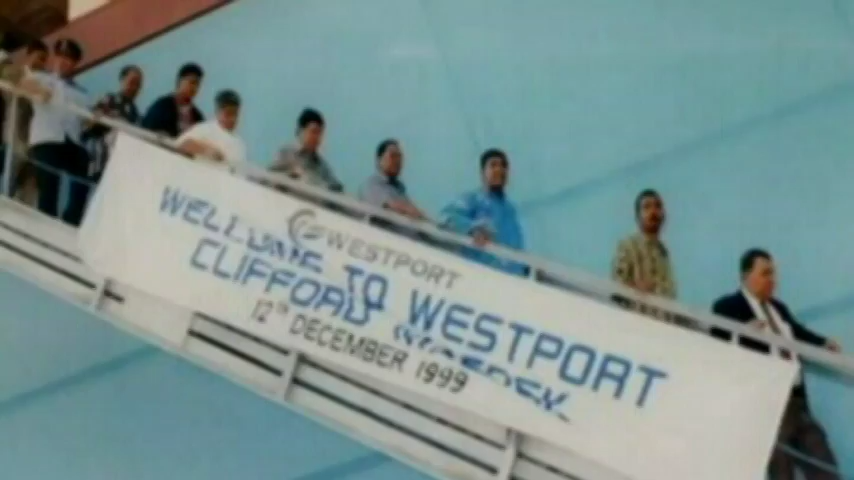 WESTPORT
WELCOME TO WESTPORT
CLIFFORD
12TH DECEMBER 1999